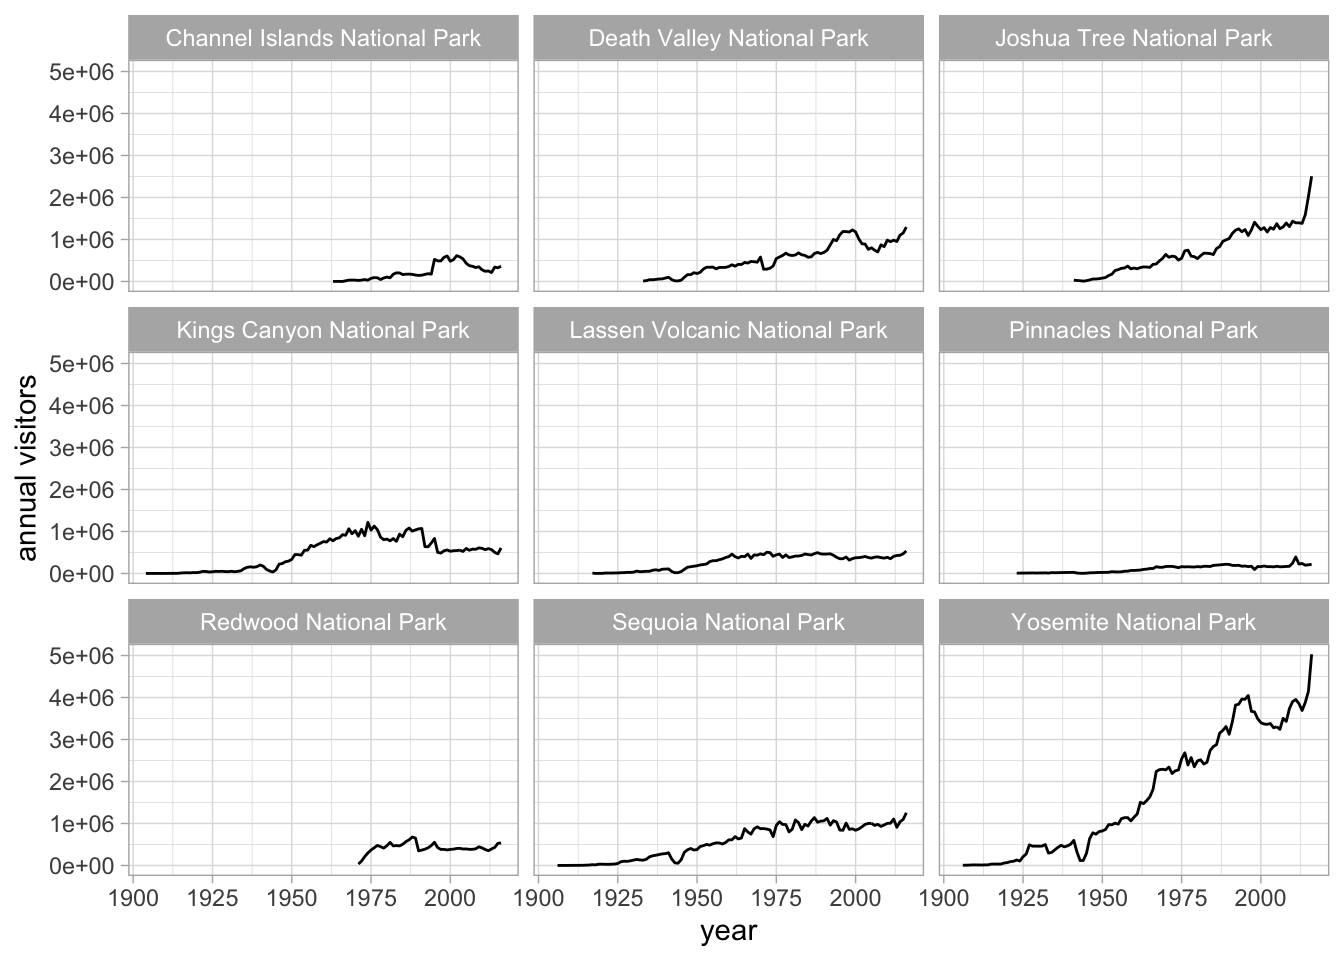 Channel Islands National Park Death Valley National Park Joshua Tree National Park
5e+06
4e+06
3e+06
2e+06
1e+06
0e+00
Kings Canyon National Park Lassen Volcanic National Park Pinnacles National Park
5e+06
4e+06
3e+06
2e+06
1e+06
0e+00
annual visitors
Redwood National Park Sequoia National Park Yosemite National Park
5e+06
4e+06
3e+06
2e+06
1e+06
0e+00
1900 1925 1950 1975 2000 1900 1925 1950 1975 2000 1900 1925 1950 1975 2000
year